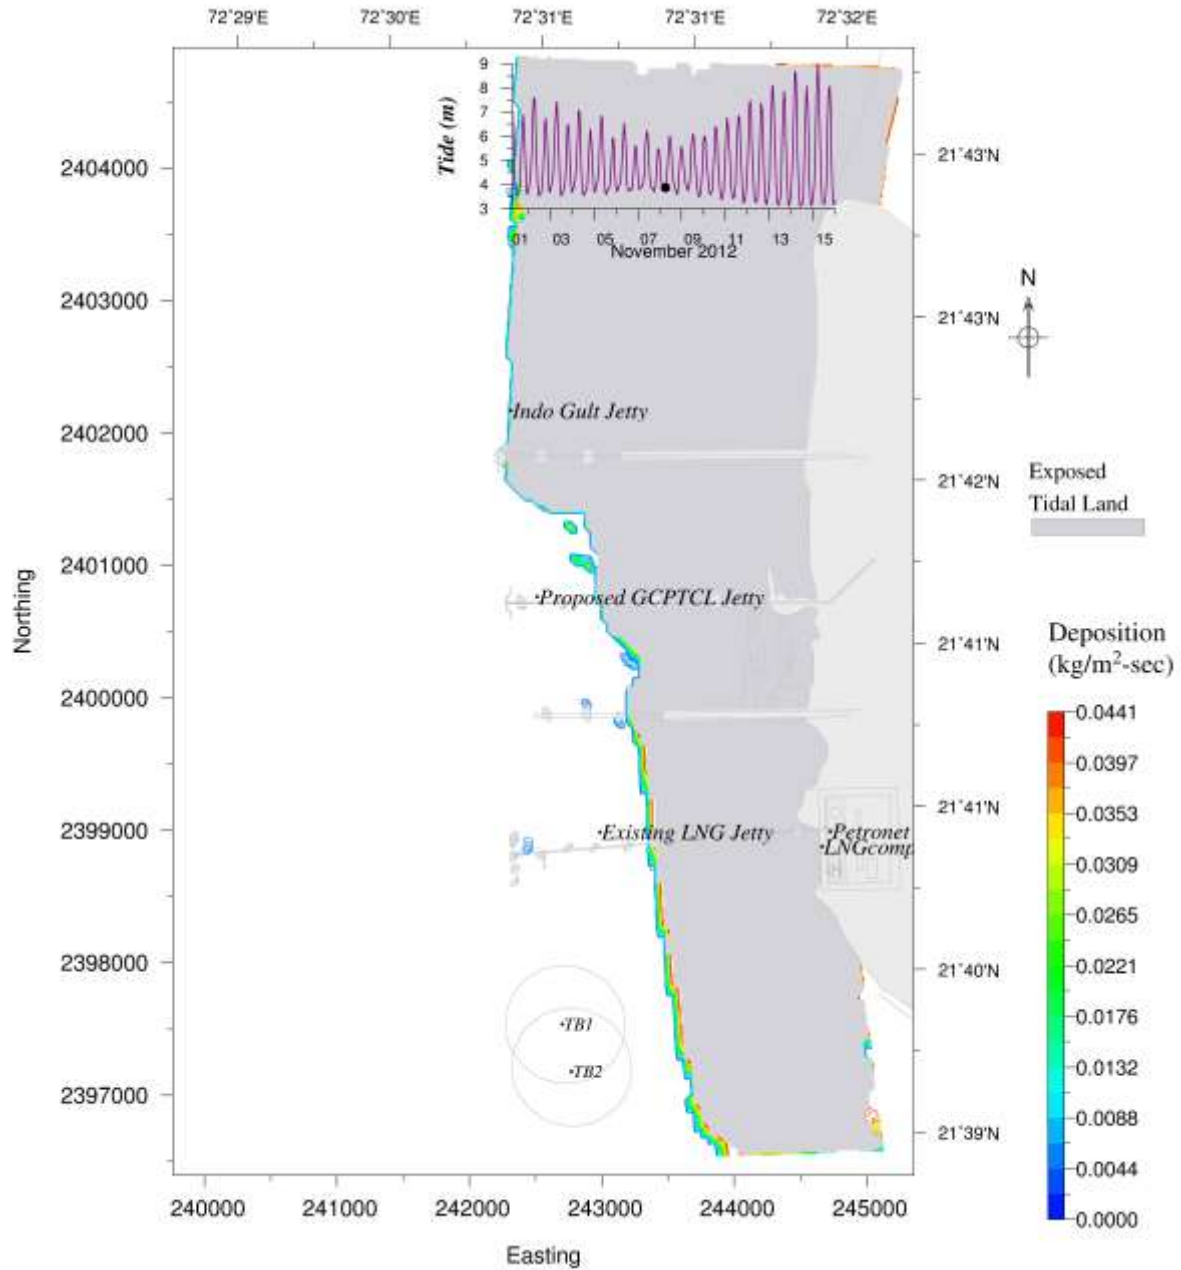 72°29'E 72°30'E 72°31'E 72°31'E 72°32'E
9
8
7
6
5
4
3
Tide (m)
01 03 05 07 09 11 13 15
November 2012
2404000
2403000
2402000
2401000
2400000
2399000
2398000
2397000
Northing
21°43'N
21°43'N
21°42'N
21°41'N
21°41'N
21°40'N
21°39'N
Indo Gult Jetty
Proposed GCPTCL Jetty
Existing LNG Jetty
Petronet
LNGcomp
TB1
TB2
240000 241000 242000 243000 244000 245000
Easting
N
Exposed
Tidal Land
Deposition
(kg/m²-sec)
0.0441
0.0397
0.0353
0.0309
0.0265
0.0221
0.0176
0.0132
0.0088
0.0044
0.0000